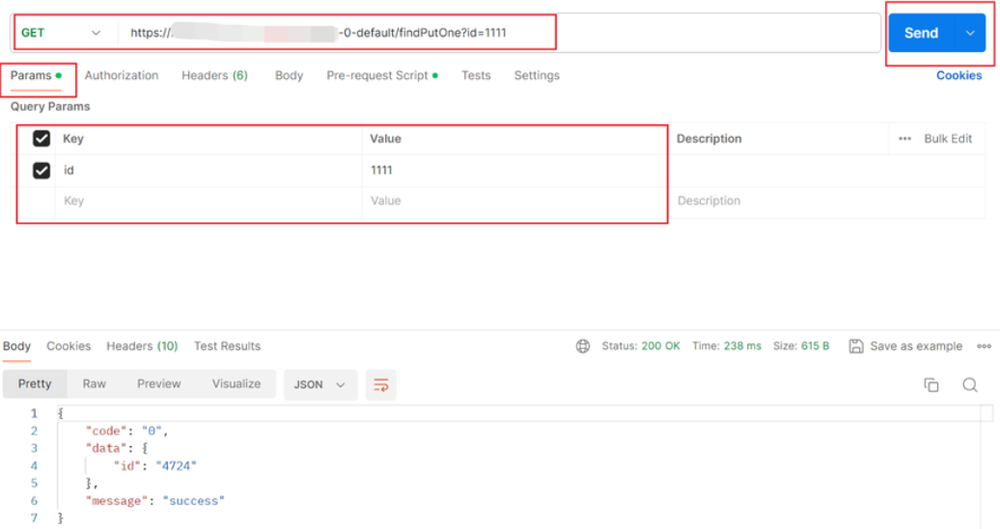 GET https:// -0-default/findPutOne?id=1111 Send
Params Authorization Headers (6) Body Pre-request Script Tests Settings Cookies
Query Params
Key Value Description ••• Bulk Edit
id 1111
Key Value Description
Body Cookies Headers (10) Test Results Status: 200 OK Time: 238 ms Size: 615 B Save as example
Pretty Raw Preview Visualize JSON
1 {
2 "code": "0",
3 "data": {
4 "id": "4724"
5 },
6 "message": "success"
7 }